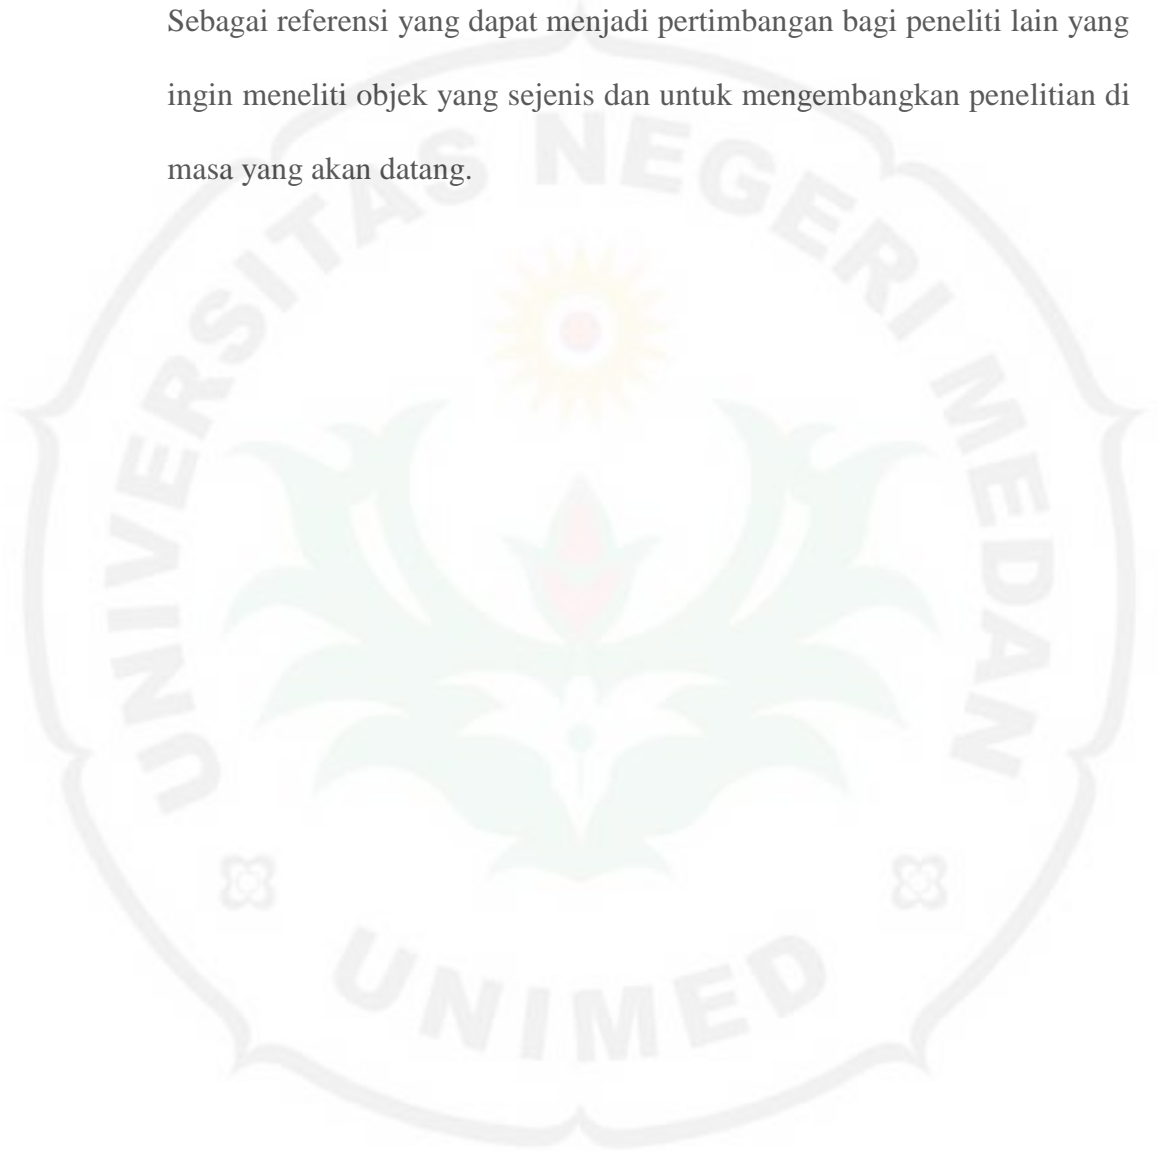 Sebagai referensi yang dapat menjadi pertimbangan bagi peneliti lain yang
ingin meneliti objek yang sejenis dan untuk mengembangkan penelitian di
masa yang akan datang.
UNIVERSITAS NEGERI MEDAN
UNIMED